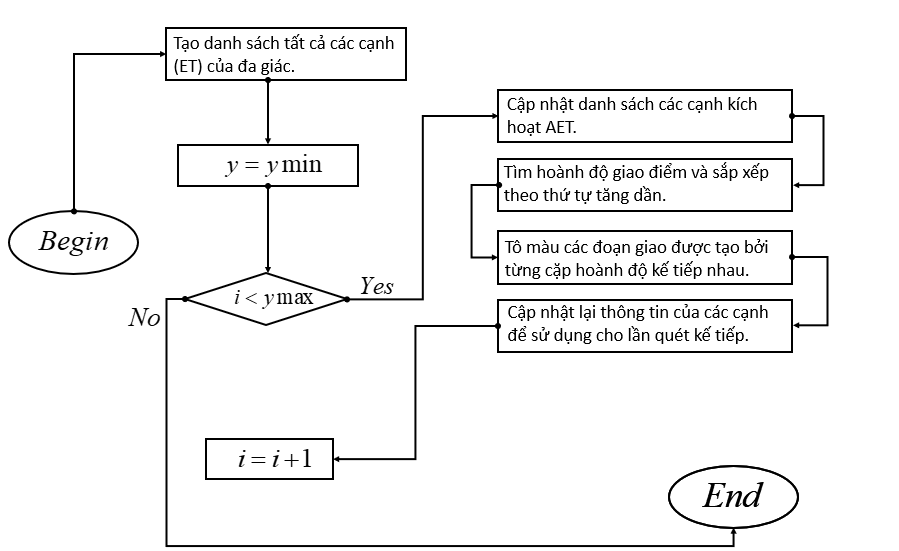 Begin
Tạo danh sách tất cả các cạnh
(ET) của đa giác.
y = y min
i < y max
Yes
No
Cập nhật danh sách các cạnh kích
hoạt AET.
Tìm hoành độ giao điểm và sắp xếp
theo thứ tự tăng dần.
Tô màu các đoạn giao được tạo bởi
từng cặp hoành độ kế tiếp nhau.
Cập nhật lại thông tin của các cạnh
để sử dụng cho lần quét kế tiếp.
i = i +1
End